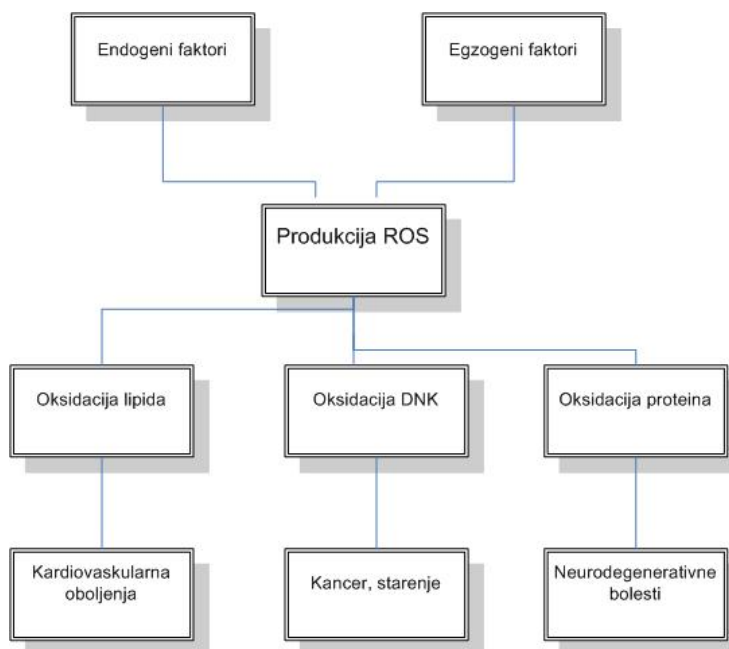 Endogeni faktori
Egzogeni faktori
Produkcija ROS
Oksidacija lipida
Oksidacija DNK
Oksidacija proteina
Kardiovaskularna
oboljenja
Kancer, starenje
Neurodegenerativne
bolesti